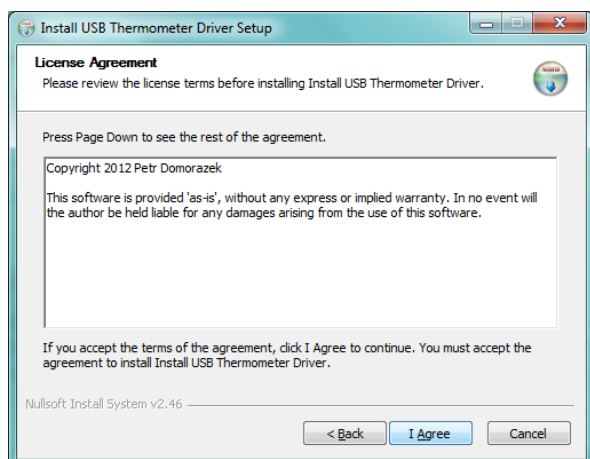 Install USB Thermometer Driver Setup
License Agreement
Please review the license terms before installing Install USB Thermometer Driver.
Press Page Down to see the rest of the agreement.
Copyright 2012 Petr Domorazek
This software is provided 'as-is', without any express or implied warranty. In no event will
the author be held liable for any damages arising from the use of this software.
If you accept the terms of the agreement, click I Agree to continue. You must accept the
agreement to install Install USB Thermometer Driver.
Nullsoft Install System v2.46
< Back
I Agree
Cancel